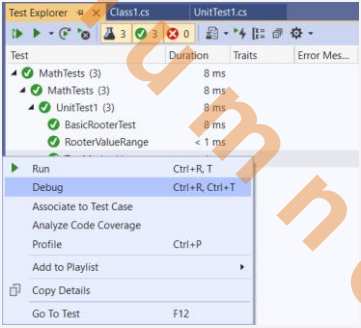 Test Explorer Class1.cs UnitTest1.cs
3 3 0
Test Duration Traits Error Mes...
MathTests (3) 8 ms
MathTests (3) 8 ms
UnitTest1 (3) 8 ms
BasicRooterTest 8 ms
RooterValueRange < 1 ms
Run Ctrl+R, T
Debug Ctrl+R, Ctrl+T
Associate to Test Case
Analyze Code Coverage
Profile Ctrl+P
Add to Playlist
Copy Details
Go To Test F12